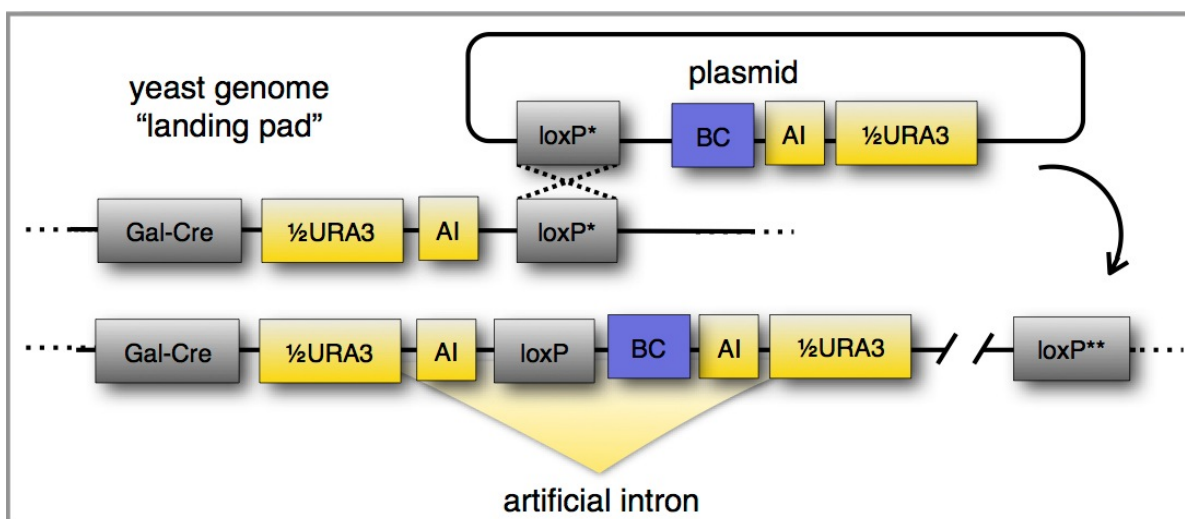 plasmid
yeast genome
“landing pad”
loxP* BC AI ½URA3
Gal-Cre ½URA3 AI loxP*
Gal-Cre ½URA3 AI loxP BC AI ½URA3 loxP**
artificial intron